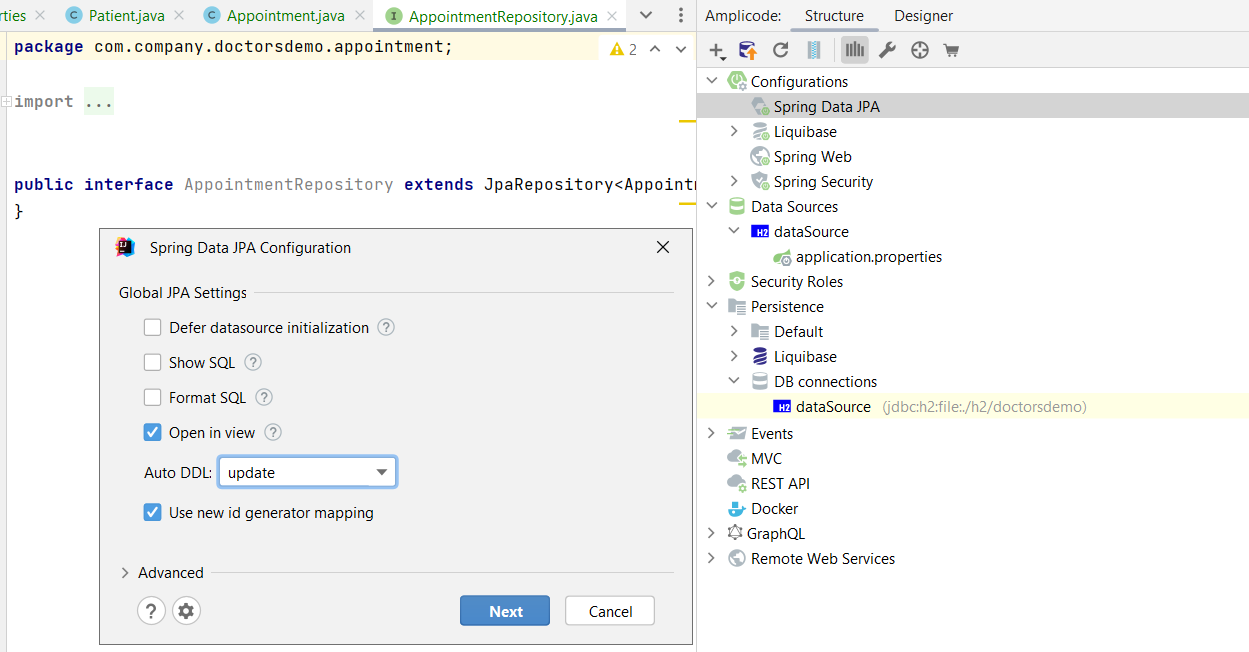 rties
Patient.java
Appointment.java
AppointmentRepository.java
package com.company.doctorsdemo.appointment;
2
import ...
public interface AppointmentRepository extends JpaRepository<Appoint
}
Spring Data JPA Configuration
Global JPA Settings
Defer datasource initialization ?
Show SQL ?
Format SQL ?
Open in view ?
Auto DDL: update
Use new id generator mapping
Advanced
?
Next
Cancel
Amplicode:
Structure
Designer
Configurations
Spring Data JPA
Liquibase
Spring Web
Spring Security
Data Sources
H2 dataSource
application.properties
Security Roles
Persistence
Default
Liquibase
DB connections
H2 dataSource (jdbc:h2:file:./h2/doctorsdemo)
Events
MVC
REST API
Docker
GraphQL
Remote Web Services